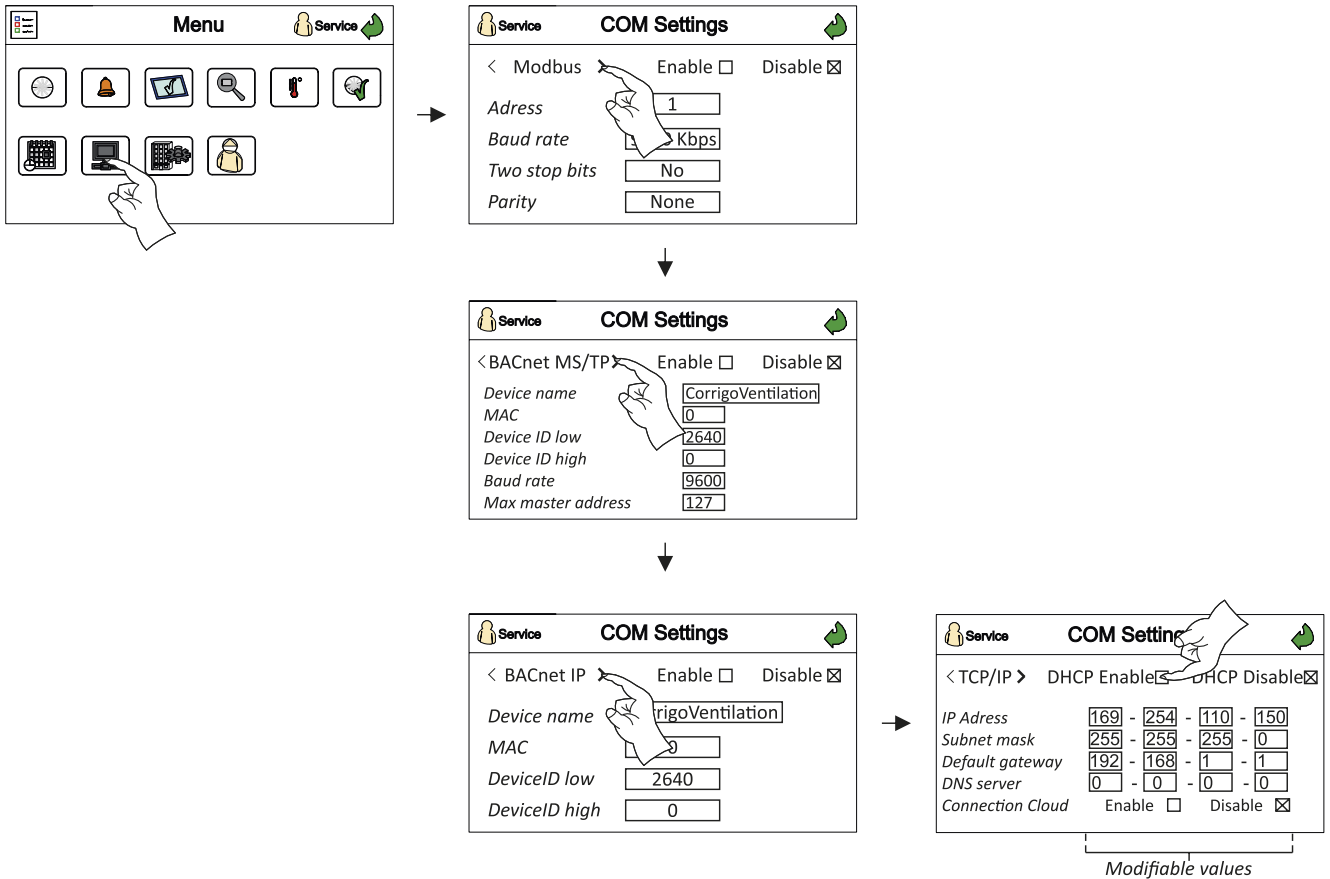 Menu Service
Service COM Settings
< Modbus > Enable Disable
Adress 1
Baud rate Kbps
Two stop bits No
Parity None
Service COM Settings
<BACnet MS/TP> Enable Disable
Device name CorrigoVentilation
MAC 0
Device ID low 2640
Device ID high 0
Baud rate 9600
Max master address 127
Service COM Settings
< BACnet IP > Enable Disable
Device name rrigoVentilation
MAC 0
DeviceID low 2640
DeviceID high 0
Service COM Setting
< TCP/IP > DHCP Enable DHCP Disable
IP Adress 169 - 254 - 110 - 150
Subnet mask 255 - 255 - 255 - 0
Default gateway 192 - 168 - 1 - 1
DNS server 0 - 0 - 0 - 0
Connection Cloud Enable Disable
Modifiable values